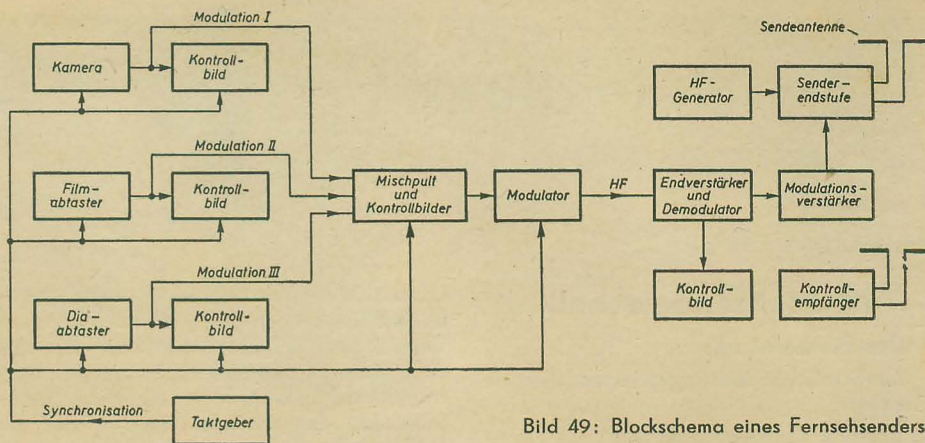 Modulation I
Kamera
Kontroll-
bild
Modulation II
Film-
abtaster
Kontroll-
bild
Modulation III
Dia-
abtaster
Kontroll-
bild
Synchronisation
Taktgeber
Mischpult
und
Kontrollbilder
Modulator
HF
Endverstärker
und
Demodulator
Kontroll-
bild
Sendeantenne
HF-
Generator
Sender-
endstufe
Modulations-
verstärker
Kontroll-
empfänger
Bild 49: Blockschema eines Fernsehsenders